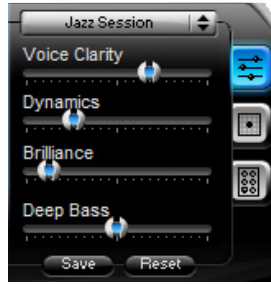 Jazz Session
Voice Clarity
Dynamics
Brilliance
Deep Bass
Save Reset